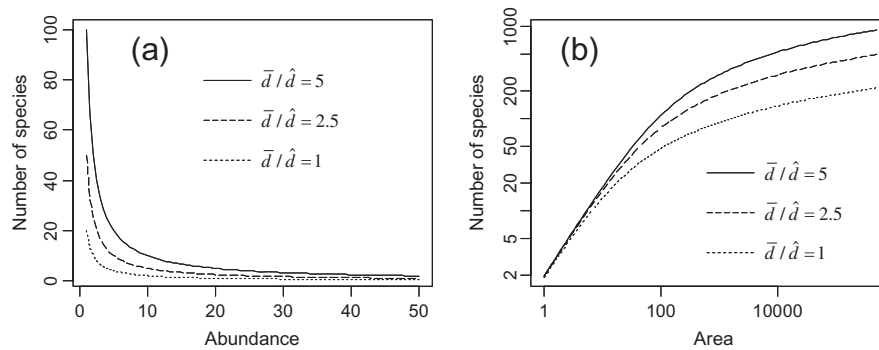 (a)
d̄ / d̂ = 5
d̄ / d̂ = 2.5
d̄ / d̂ = 1
Number of species
0 20 40 60 80 100
0 10 20 30 40 50
Abundance
(b)
d̄ / d̂ = 5
d̄ / d̂ = 2.5
d̄ / d̂ = 1
Number of species
2 5 10 20 50 200 1000
1 100 10000
Area